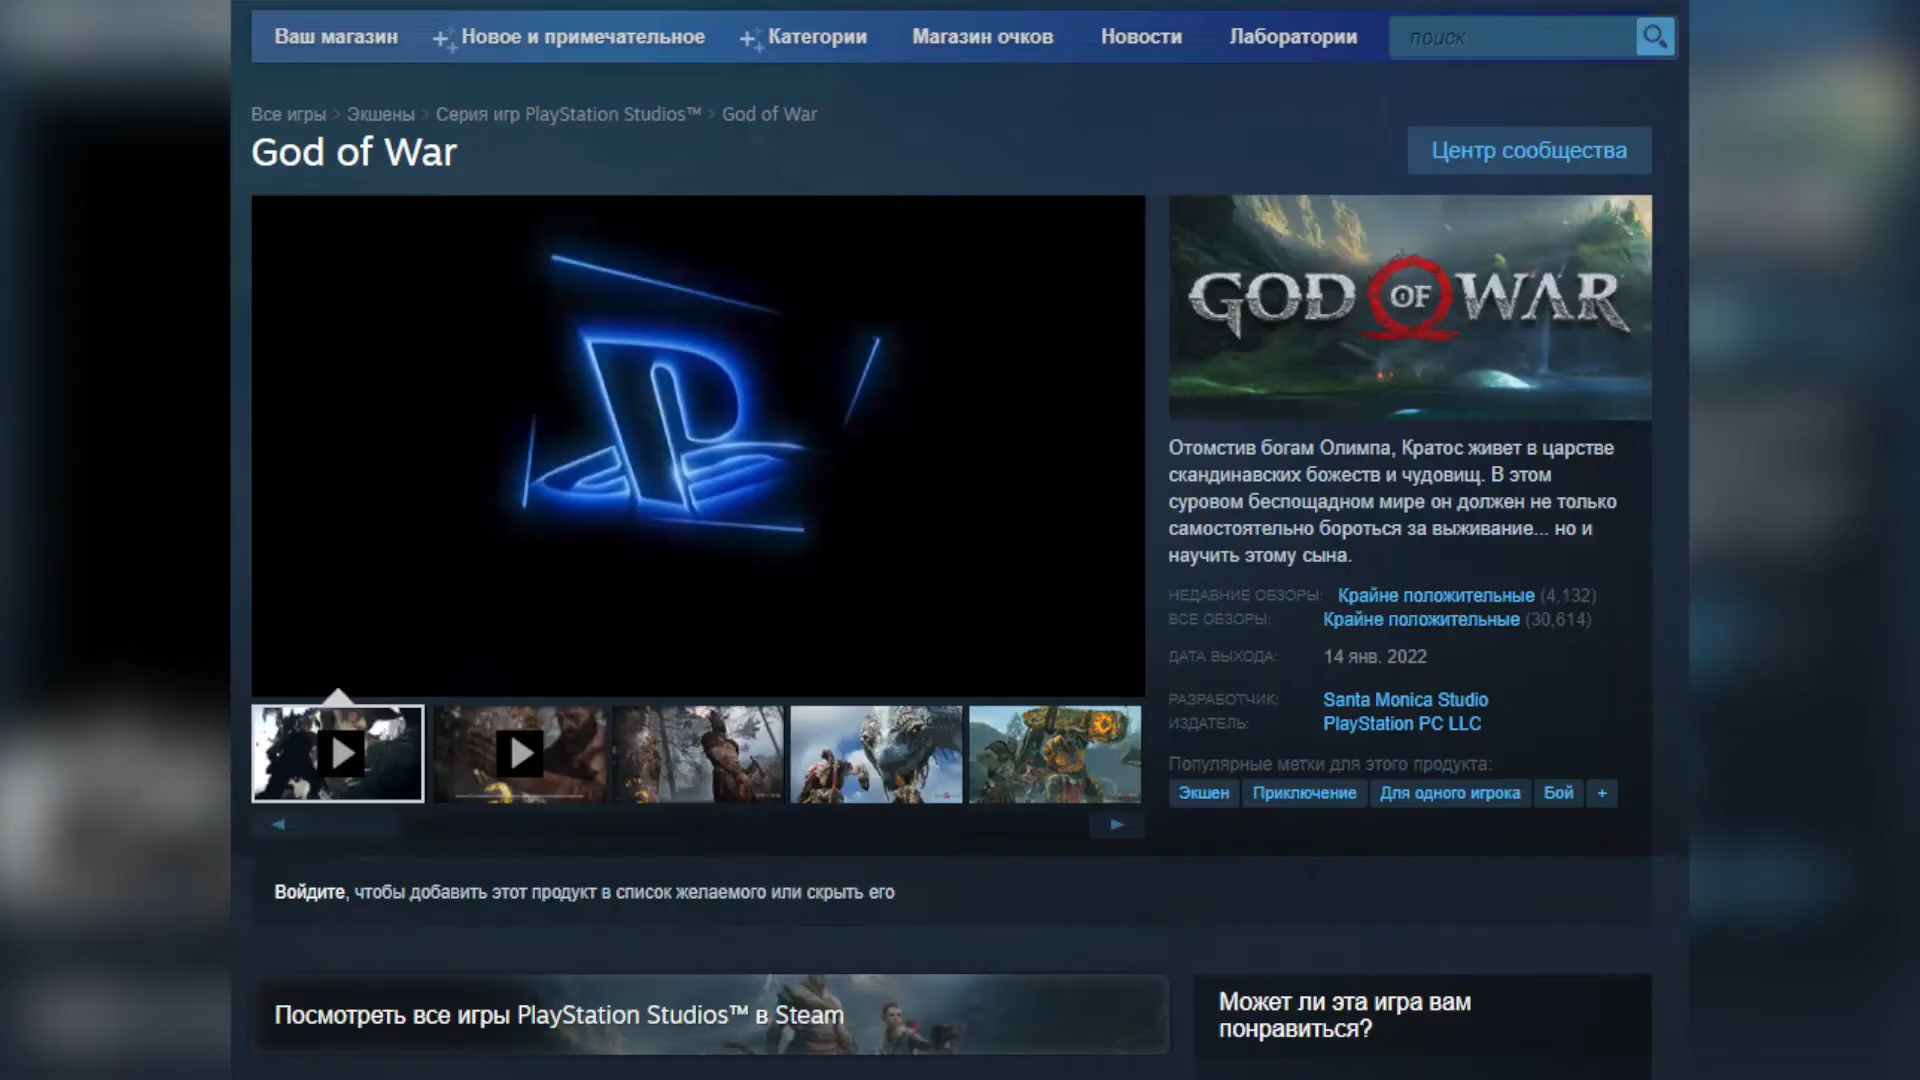 Ваш магазин
Новое и примечательное
Категории
Магазин очков
Новости
Лаборатории
поиск
Все игры > Экшены > Серия игр PlayStation Studios™ > God of War
God of War
Центр сообщества
GOD OF WAR
Отомстив богам Олимпа, Кратос живет в царстве
скандинавских божеств и чудовищ. В этом
суровом беспощадном мире он должен не только
самостоятельно бороться за выживание... но и
научить этому сына.
НЕДАВНИЕ ОБЗОРЫ: Крайне положительные (4,132)
ВСЕ ОБЗОРЫ: Крайне положительные (30,614)
ДАТА ВЫХОДА: 14 янв. 2022
РАЗРАБОТЧИК: Santa Monica Studio
ИЗДАТЕЛЬ: PlayStation PC LLC
Популярные метки для этого продукта:
Экшен Приключение Для одного игрока Бой +
Войдите, чтобы добавить этот продукт в список желаемого или скрыть его
Посмотреть все игры PlayStation Studios™ в Steam
Может ли эта игра вам
понравиться?